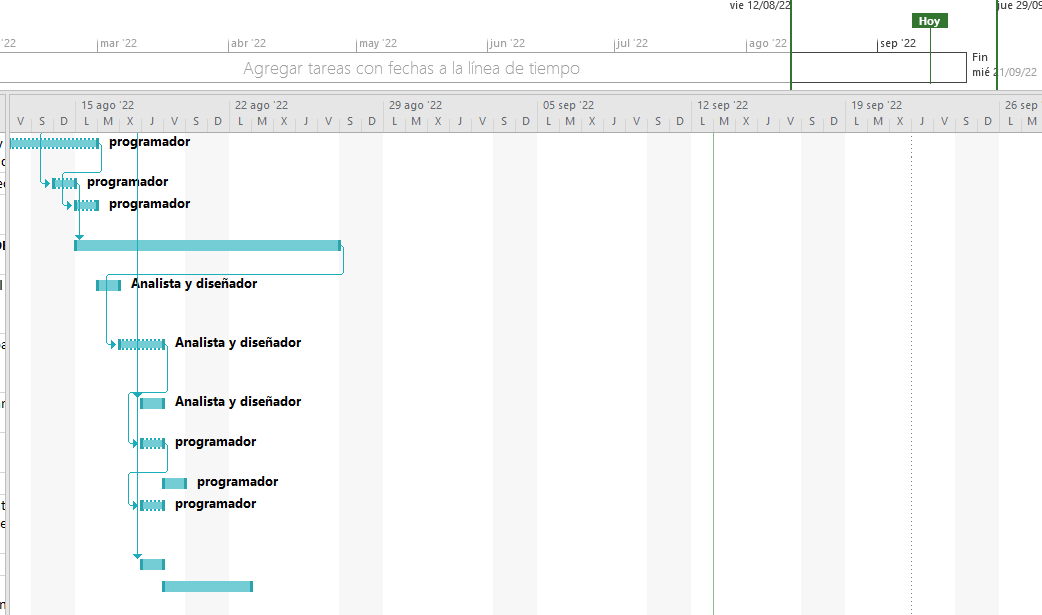 vie 12/08/22 jue 29/09
Hoy
'22 mar '22 abr '22 may '22 jun '22 jul '22 ago '22 sep '22
Agregar tareas con fechas a la línea de tiempo
Fin
mié 21/09/22
15 ago '22 22 ago '22 29 ago '22 05 sep '22 12 sep '22 19 sep '22 26 sep
V S D L M X J V S D L M X J V S D L M X J V S D L M X J V S D L M X J V S D L M X J V S D L M
programador
programador
programador
Analista y diseñador
Analista y diseñador
Analista y diseñador
programador
programador
programador